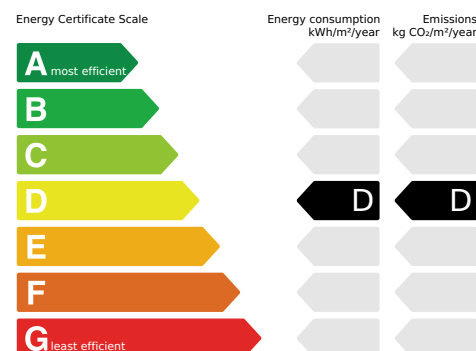 Energy Certificate Scale
Energy consumption
kWh/m²/year
Emissions
kg CO₂/m²/year
A most efficient
B
C
D D D
E
F
G least efficient